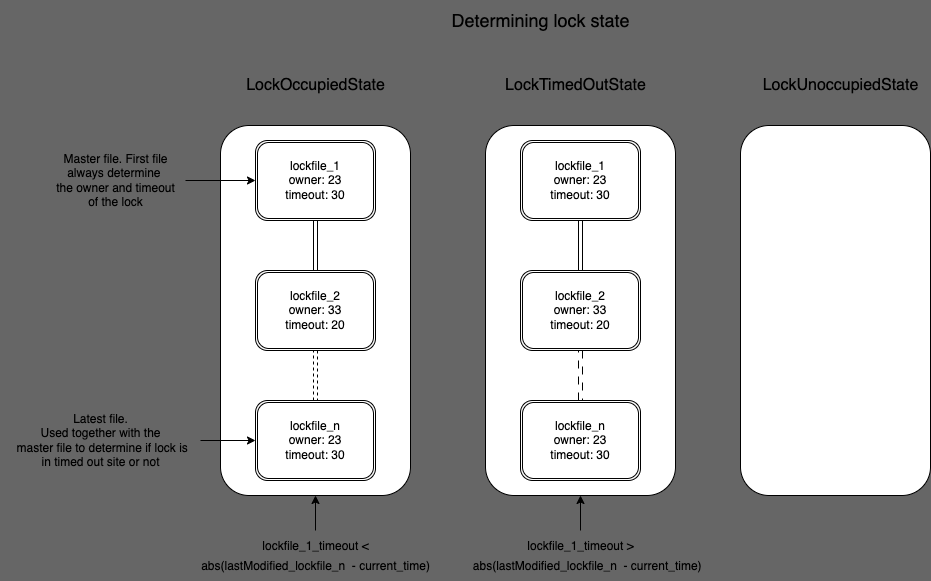 Determining lock state
LockOccupiedState
LockTimedOutState
LockUnoccupiedState
Master file. First file
always determine
the owner and timeout
of the lock
lockfile_1
owner: 23
timeout: 30
lockfile_1
owner: 23
timeout: 30
lockfile_2
owner: 33
timeout: 20
lockfile_2
owner: 33
timeout: 20
Latest file.
Used together with the
master file to determine if lock is
in timed out site or not
lockfile_n
owner: 23
timeout: 30
lockfile_n
owner: 23
timeout: 30
lockfile_1_timeout <
abs(lastModified_lockfile_n - current_time)
lockfile_1_timeout >
abs(lastModified_lockfile_n - current_time)